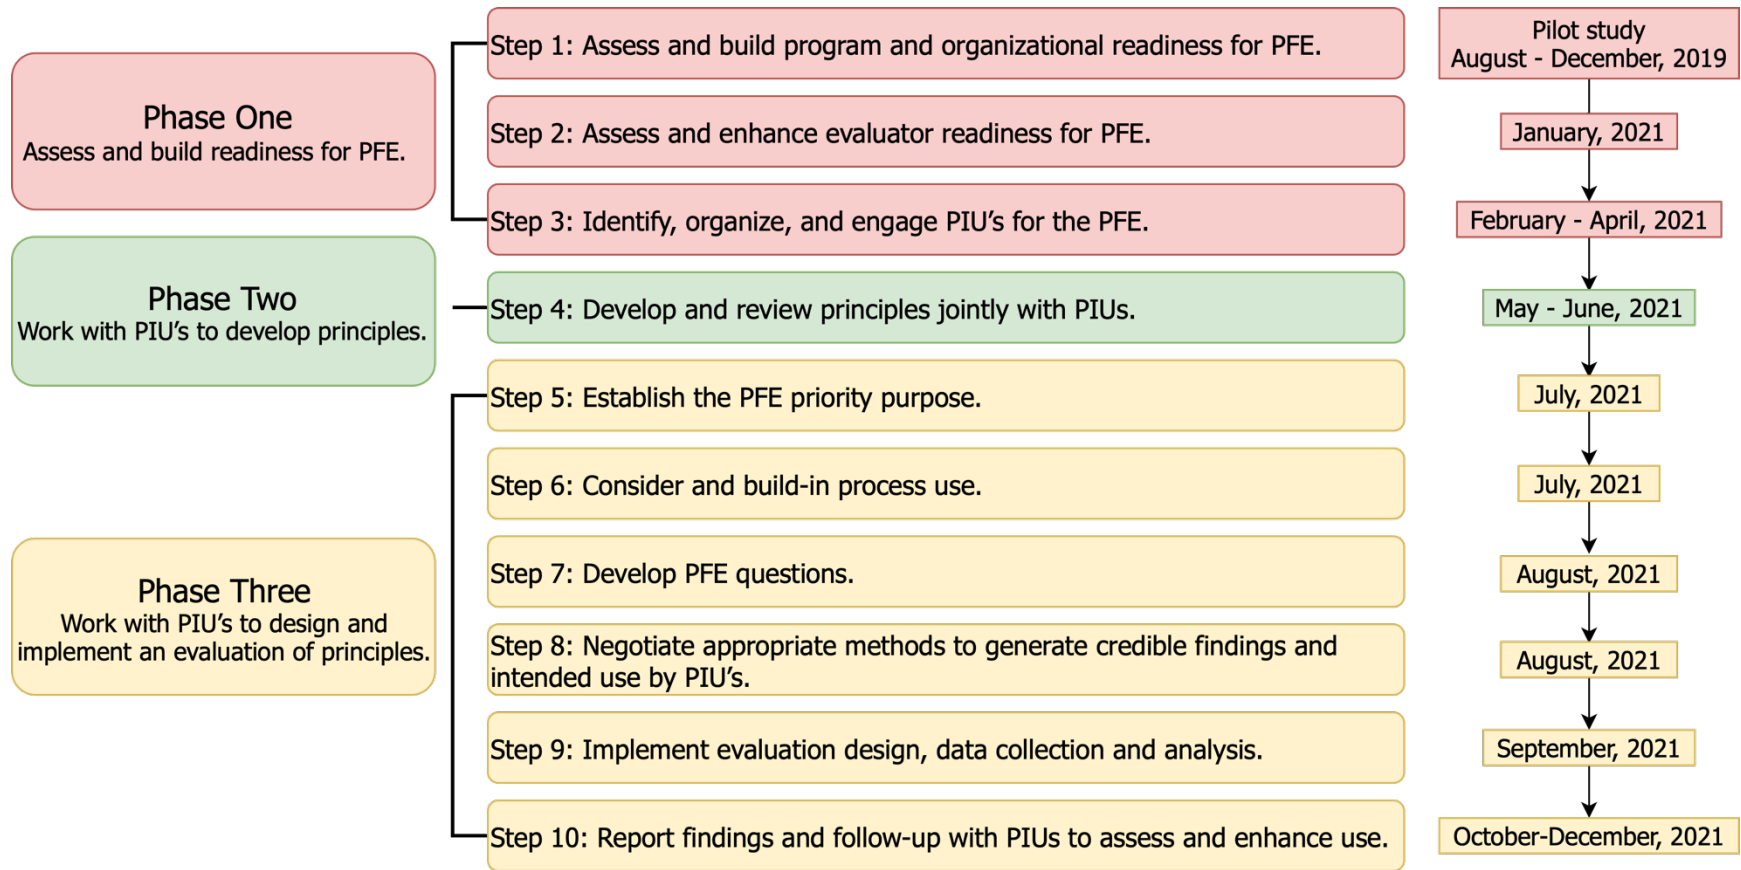 Phase One
Assess and build readiness for PFE.
Step 1: Assess and build program and organizational readiness for PFE.
Pilot study
August - December, 2019
Step 2: Assess and enhance evaluator readiness for PFE.
January, 2021
Step 3: Identify, organize, and engage PIU's for the PFE.
February - April, 2021
Phase Two
Work with PIU's to develop principles.
Step 4: Develop and review principles jointly with PIUs.
May - June, 2021
Phase Three
Work with PIU's to design and
implement an evaluation of principles.
Step 5: Establish the PFE priority purpose.
July, 2021
Step 6: Consider and build-in process use.
July, 2021
Step 7: Develop PFE questions.
August, 2021
Step 8: Negotiate appropriate methods to generate credible findings and
intended use by PIU's.
August, 2021
Step 9: Implement evaluation design, data collection and analysis.
September, 2021
Step 10: Report findings and follow-up with PIUs to assess and enhance use.
October-December, 2021